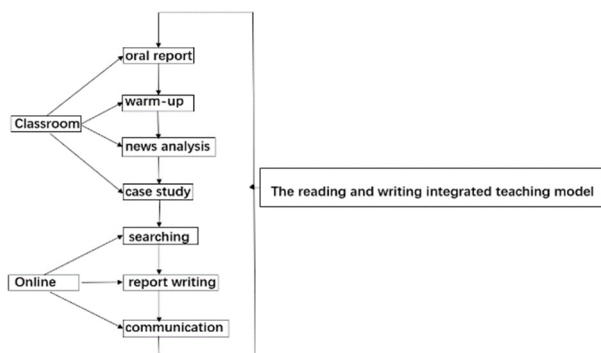 oral report
warm-up
Classroom
news analysis
case study
The reading and writing integrated teaching model
searching
Online
report writing
communication